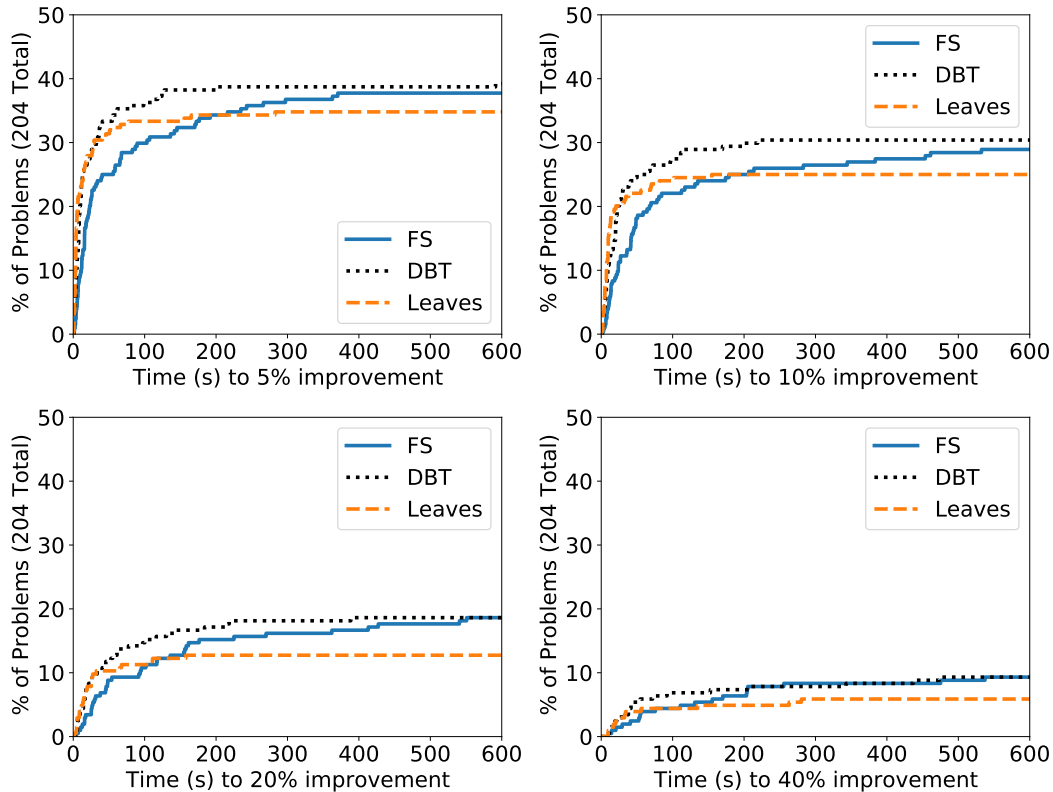 % of Problems (204 Total)
50
40
30
20
10
0
FS
DBT
Leaves
0 100 200 300 400 500 600
Time (s) to 5% improvement
% of Problems (204 Total)
50
40
30
20
10
0
FS
DBT
Leaves
0 100 200 300 400 500 600
Time (s) to 10% improvement
% of Problems (204 Total)
50
40
30
20
10
0
FS
DBT
Leaves
0 100 200 300 400 500 600
Time (s) to 20% improvement
% of Problems (204 Total)
50
40
30
20
10
0
FS
DBT
Leaves
0 100 200 300 400 500 600
Time (s) to 40% improvement